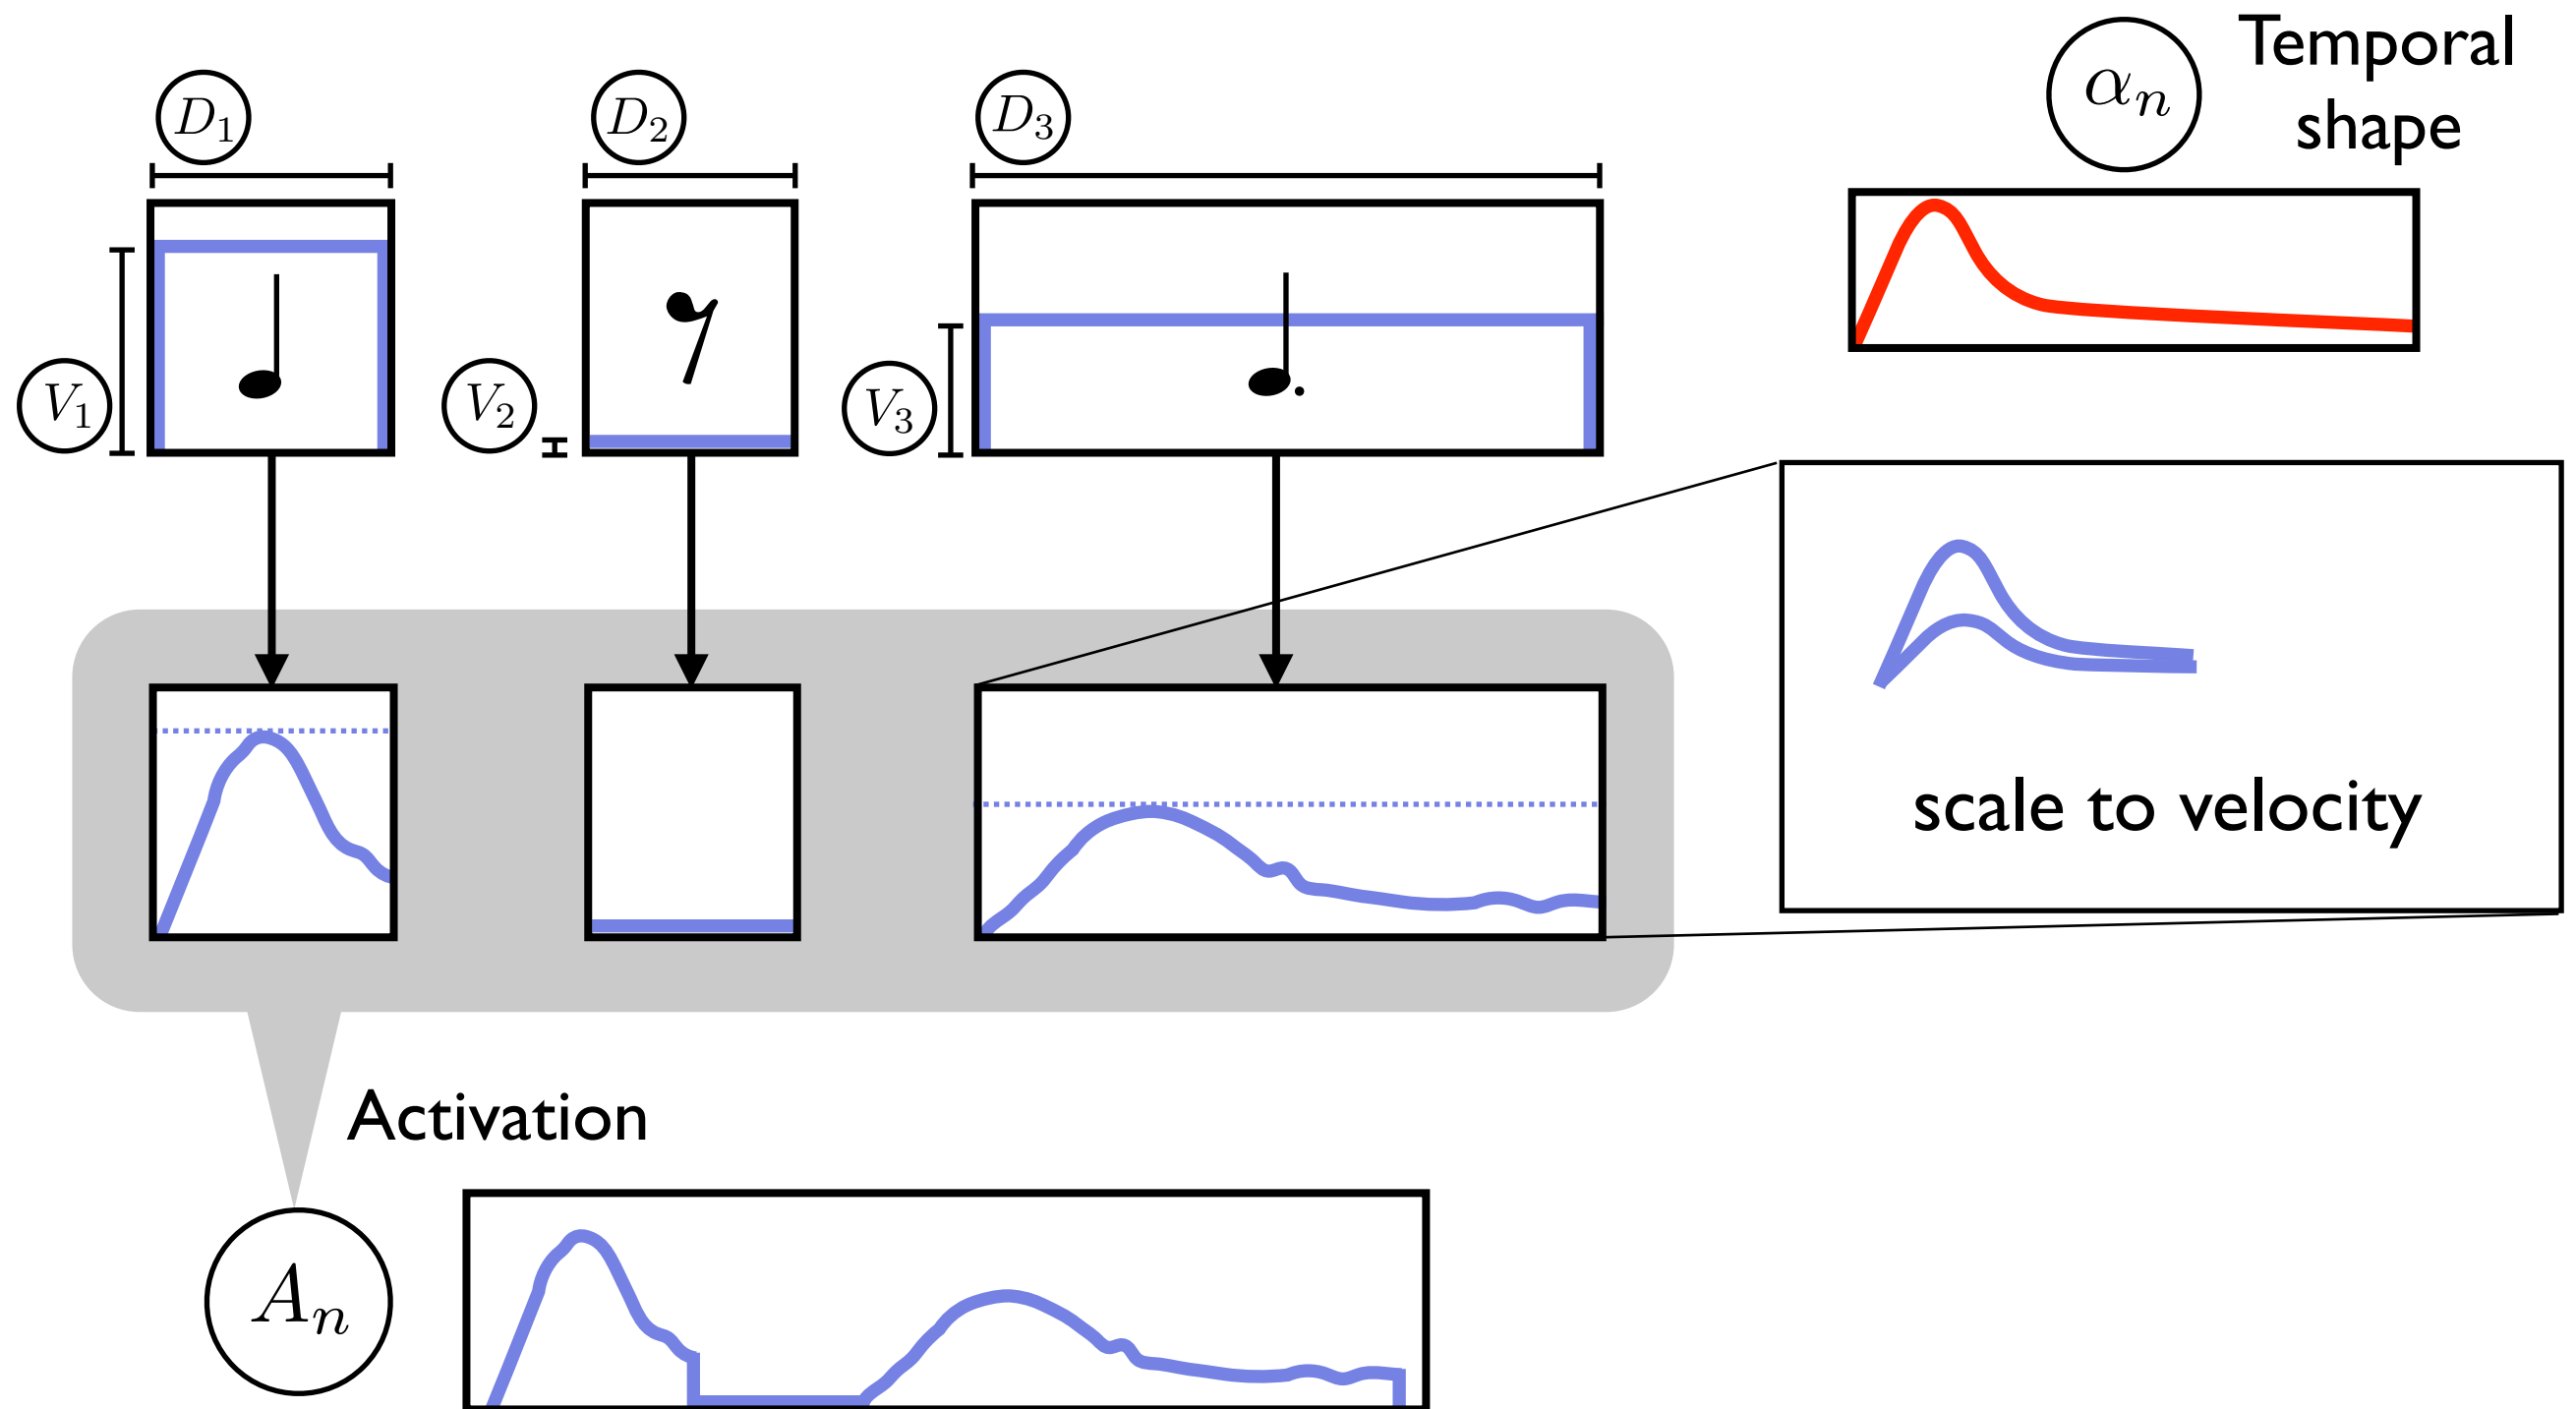 D₁
D₂
D₃
αₙ
Temporal
shape
V₁
V₂
V₃
scale to velocity
Activation
Aₙ